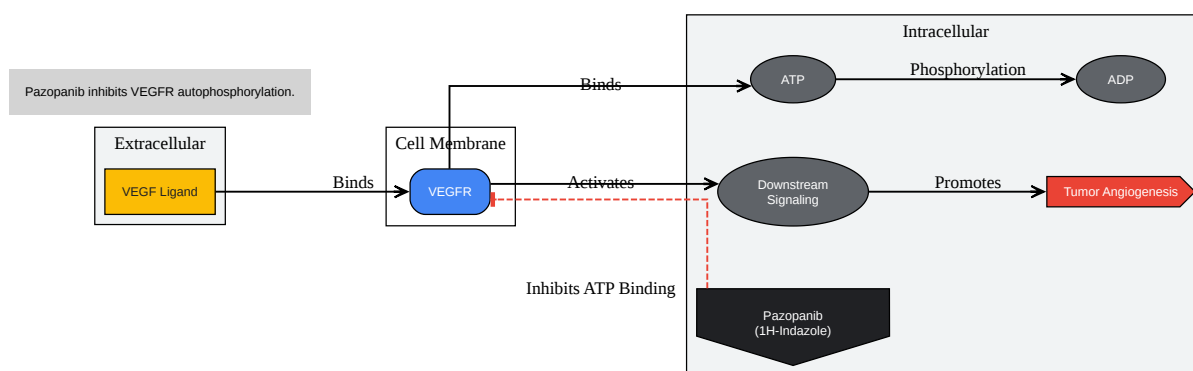 Intracellular
Binds
ATP
Phosphorylation
ADP
Pazopanib inhibits VEGFR autophosphorylation.
Extracellular
Cell Membrane
VEGF Ligand
Binds
VEGFR
Activates
Downstream
Signaling
Promotes
Tumor Angiogenesis
Inhibits ATP Binding
Pazopanib
(1H-Indazole)